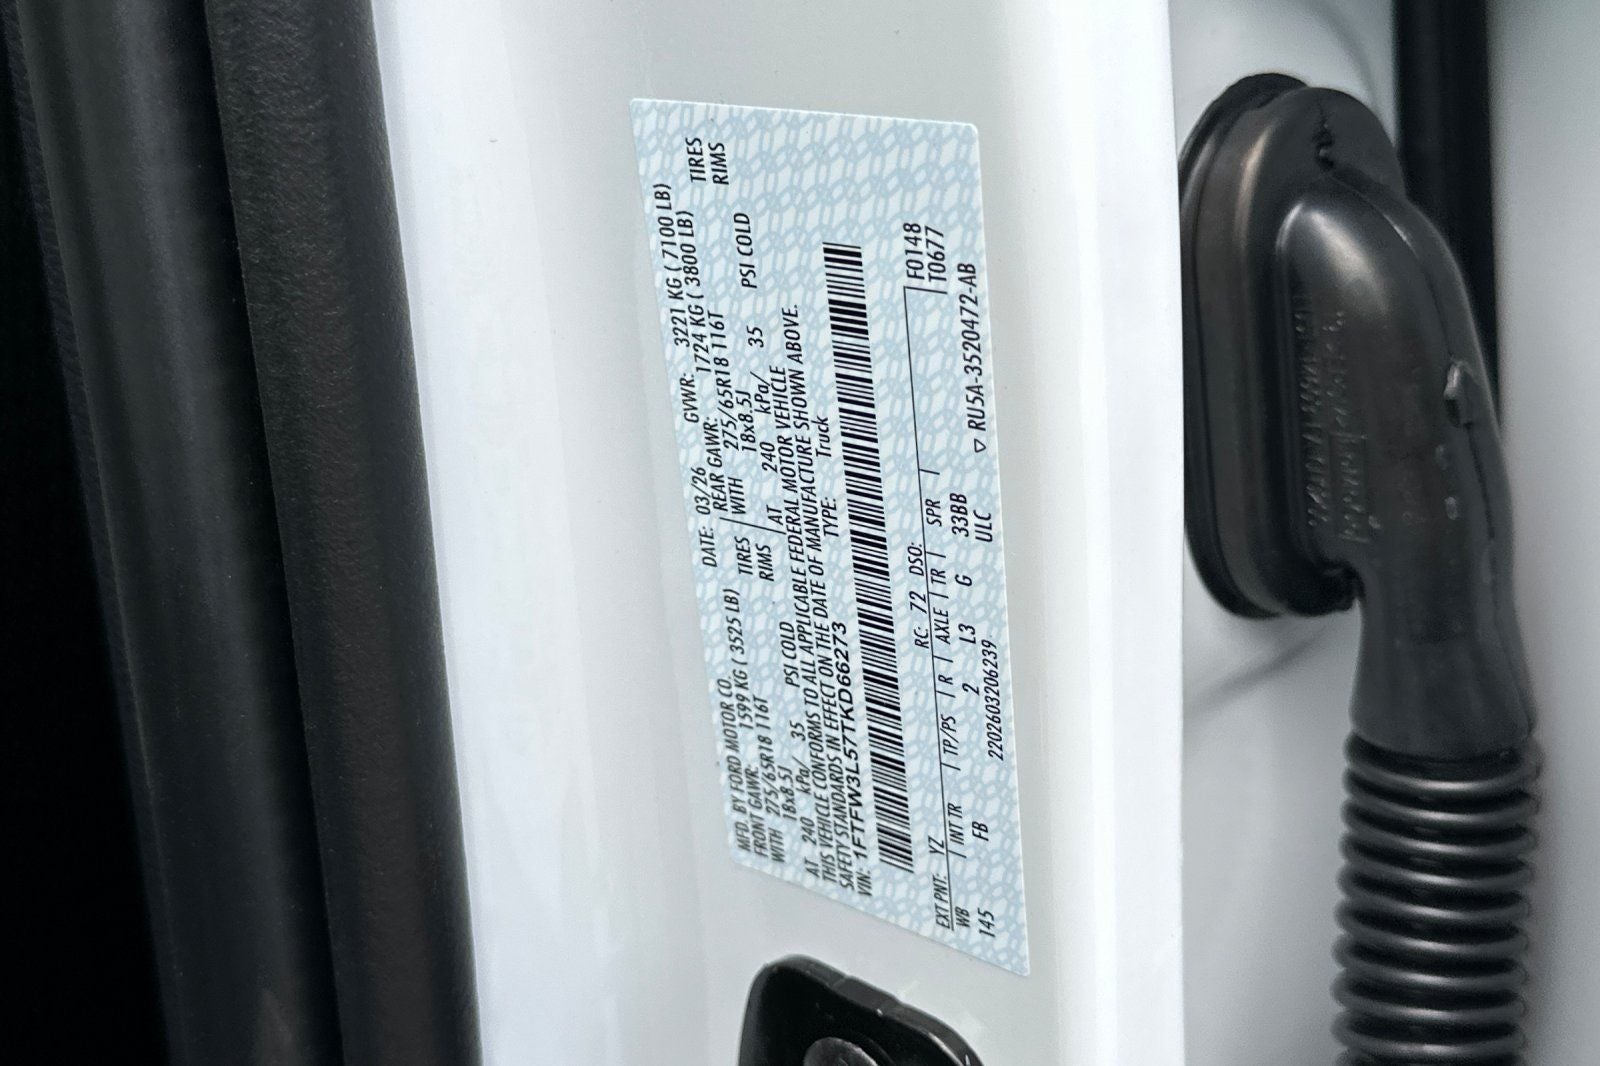 MFD. BY FORD MOTOR CO. DATE: 03/26 GVWR: 3221 KG ( 7100 LB)
FRONT GAWR: 1599 KG ( 3525 LB) REAR GAWR: 1724 KG ( 3800 LB)
WITH 275/65R18 116T TIRES WITH 275/65R18 116T TIRES
18x8.5J RIMS 18x8.5J RIMS
AT 240 kPa/ 35 PSI COLD AT 240 kPa/ 35 PSI COLD
THIS VEHICLE CONFORMS TO ALL APPLICABLE FEDERAL MOTOR VEHICLE
SAFETY STANDARDS IN EFFECT ON THE DATE OF MANUFACTURE SHOWN ABOVE.
VIN: 1FTFW3L57TKD66273 TYPE: Truck
EXT PNT: YZ RC: 72 DSO: F0148
WB INT TR TP/PS R AXLE TR SPR T0677
145 FB 2 L3 G 33BB
2202603206239 ULC ▽ RU5A-3520472-AB